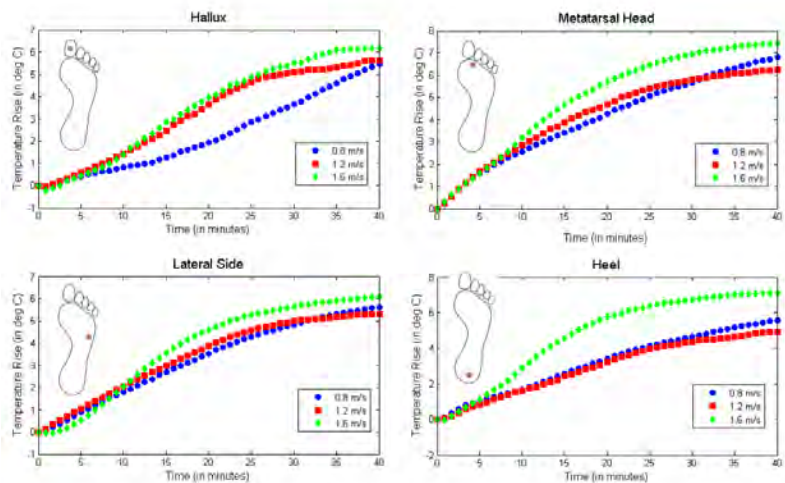 Hallux
7
6
5
4
3
2
1
0
-1
Temperature Rise (in deg C)
0.8 m/s
1.2 m/s
1.6 m/s
0 5 10 15 20 25 30 35 40
Time (in minutes)
Metatarsal Head
8
7
6
5
4
3
2
1
0
Temperature Rise (in deg C)
0.8 m/s
1.2 m/s
1.6 m/s
0 5 10 15 20 25 30 35 40
Time (in minutes)
Lateral Side
7
6
5
4
3
2
1
0
-1
Temperature Rise (in deg C)
0.8 m/s
1.2 m/s
1.6 m/s
0 5 10 15 20 25 30 35 40
Time (in minutes)
Heel
8
6
4
2
0
-2
Temperature Rise (in deg C)
0.8 m/s
1.2 m/s
1.6 m/s
0 5 10 15 20 25 30 35 40
Time (in minutes)